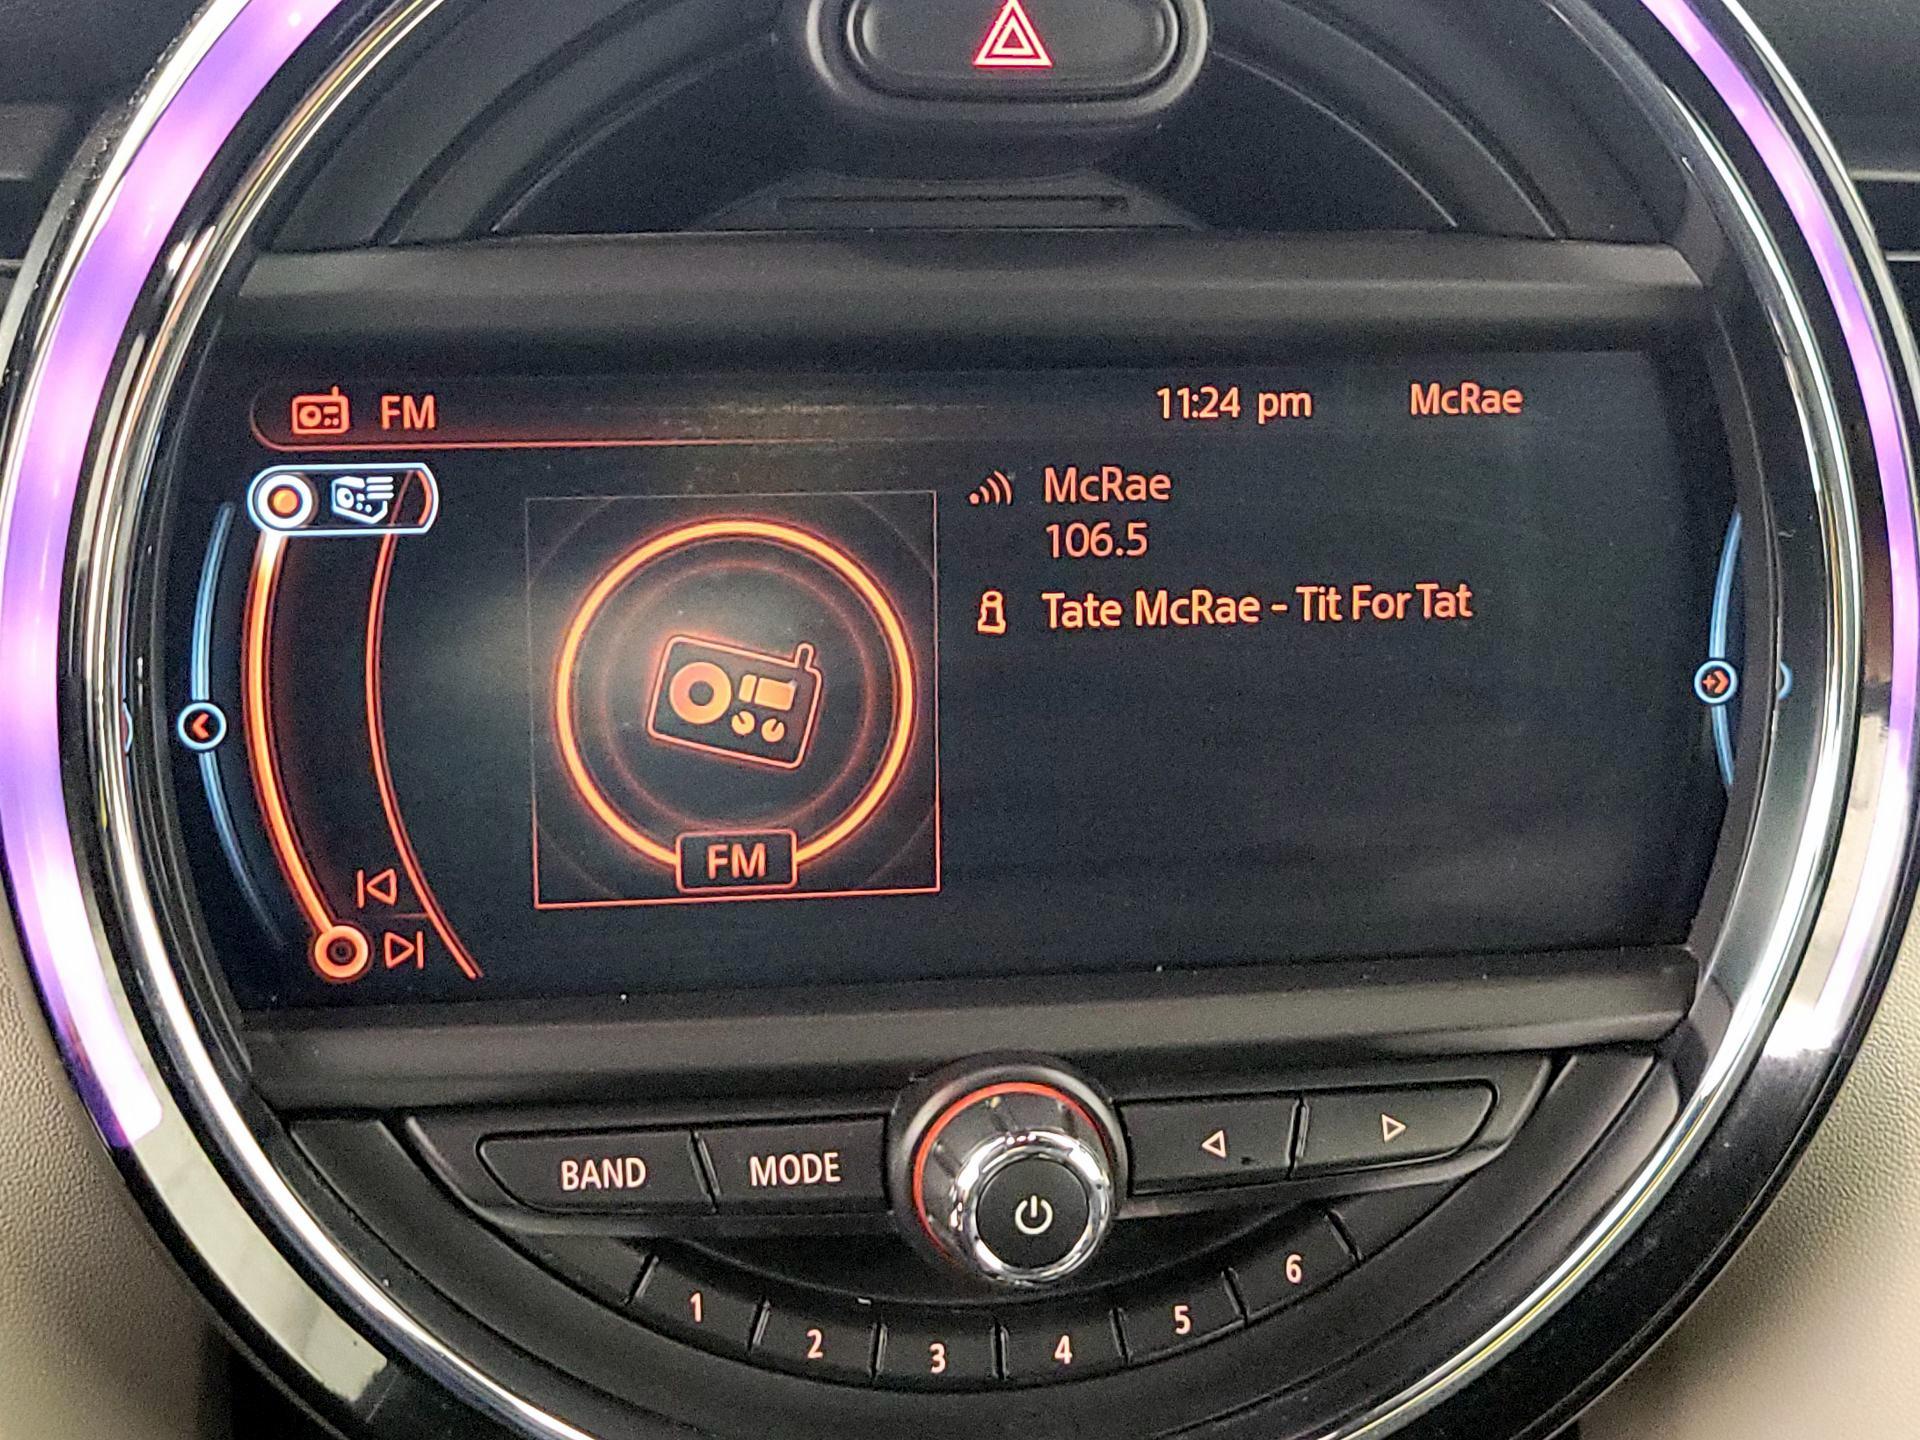 FM 11:24 pm McRae
McRae
106.5
Tate McRae - Tit For Tat
FM
BAND MODE
1 2 3 4 5 6